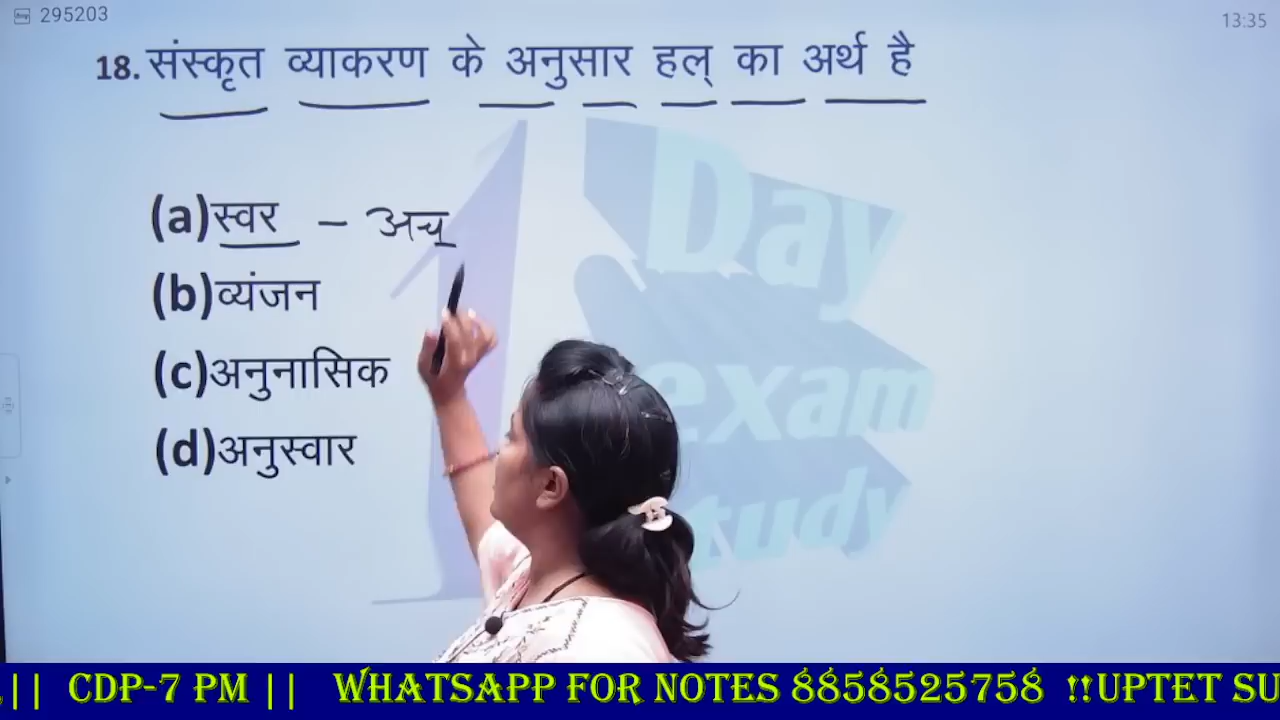 295203
13:35
18. संस्कृत व्याकरण के अनुसार हल् का अर्थ है
(a)स्वर – अच्
(b)व्यंजन
(c)अनुनासिक
(d)अनुस्वार
1 Day
exam
study
|| CDP-7 PM || WHATSAPP FOR NOTES 8858525758 !!UPTET SU